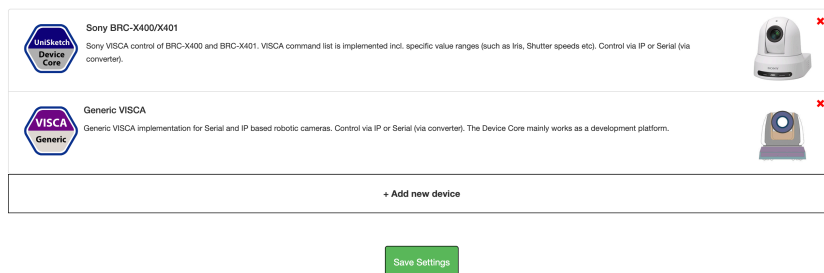 Sony BRC-X400/X401
UniSketch
Device
Core
Sony VISCA control of BRC-X400 and BRC-X401. VISCA command list is implemented incl. specific value ranges (such as Iris, Shutter speeds etc). Control via IP or Serial (via
converter).
Generic VISCA
VISCA
Generic
Generic VISCA implementation for Serial and IP based robotic cameras. Control via IP or Serial (via converter). The Device Core mainly works as a development platform.
+ Add new device
Save Settings